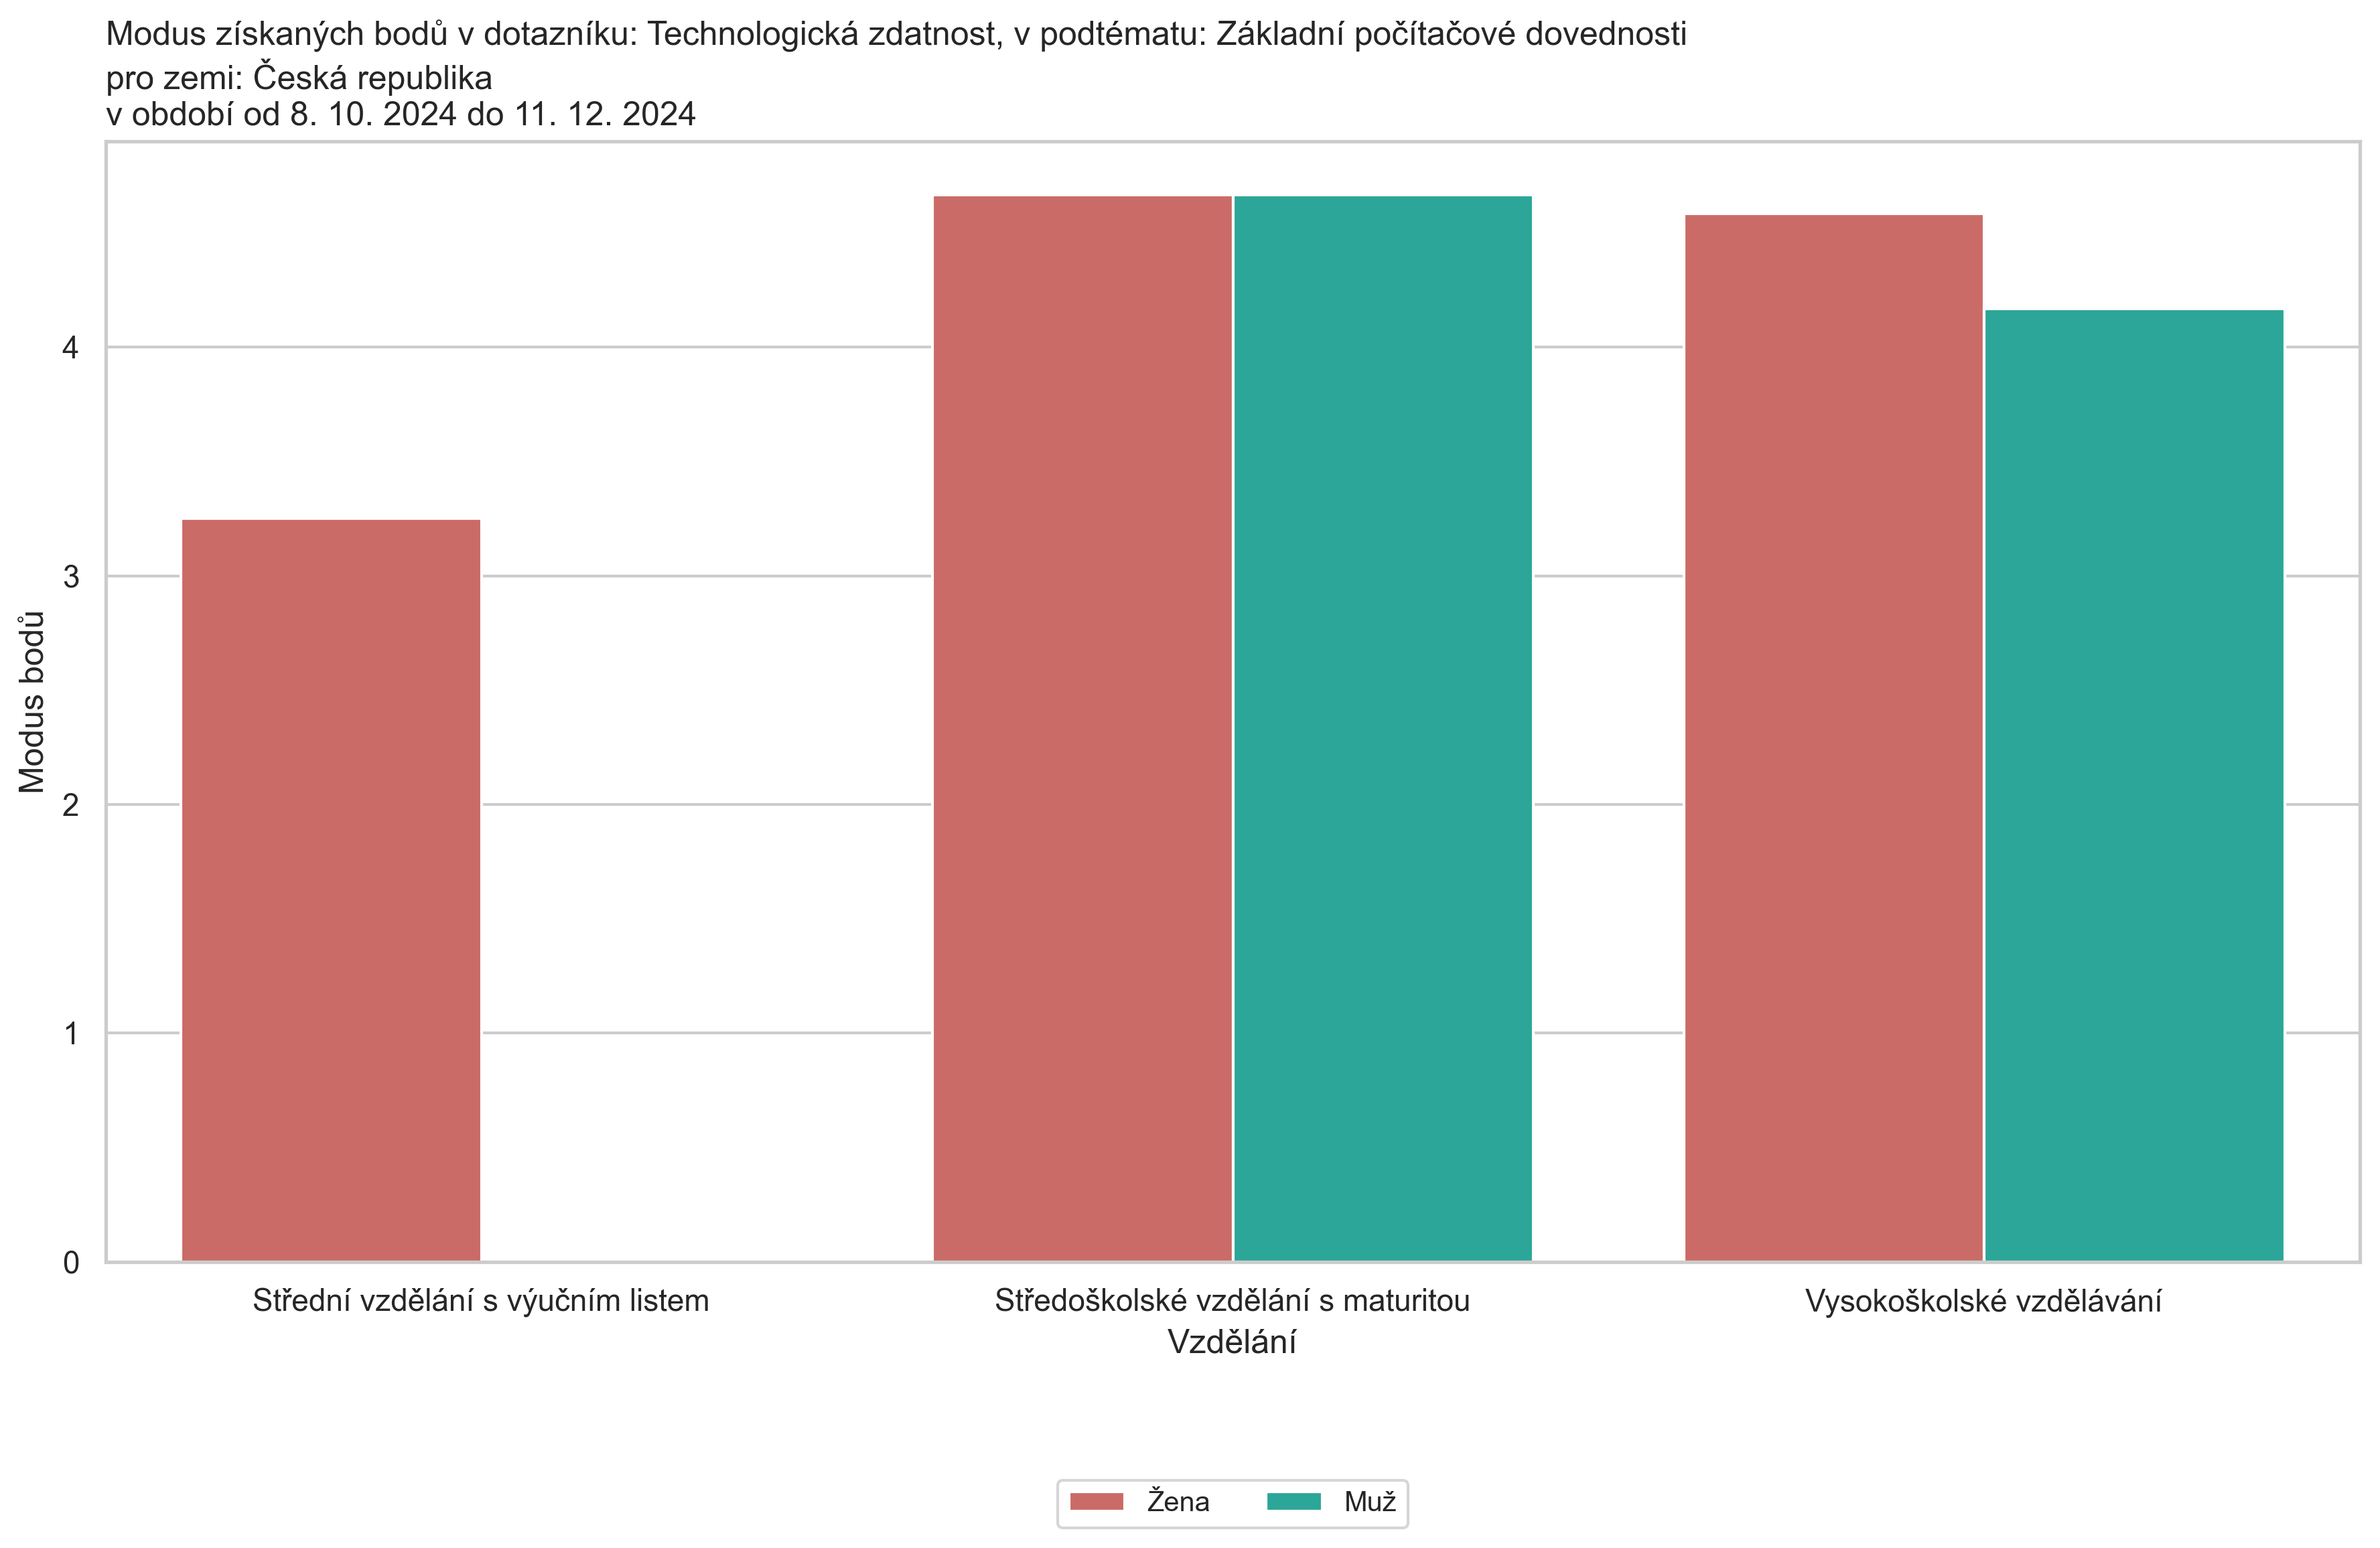 Modus získaných bodů v dotazníku: Technologická zdatnost, v podtématu: Základní počítačové dovednosti
pro zemi: Česká republika
v období od 8. 10. 2024 do 11. 12. 2024
4
3
2
1
0
Modus bodů
Střední vzdělání s výučním listem
Středoškolské vzdělání s maturitou
Vysokoškolské vzdělávání
Vzdělání
Žena
Muž